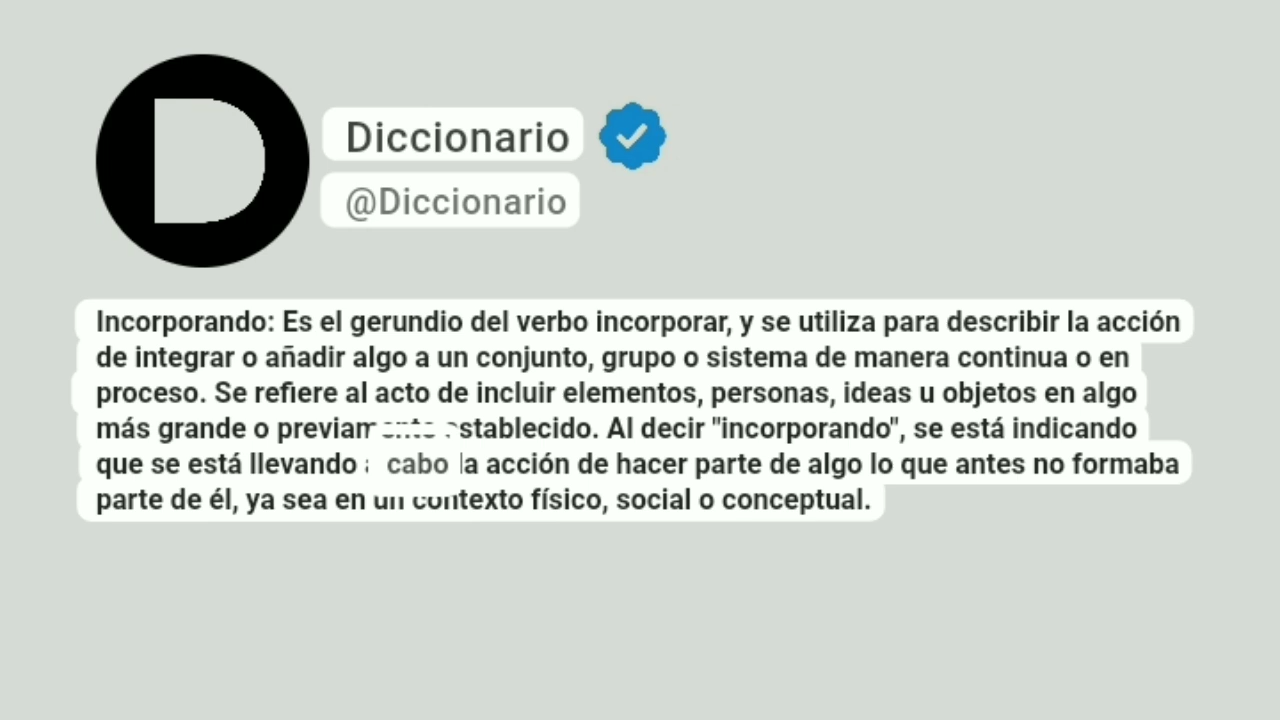 D
Diccionario
@Diccionario
Incorporando: Es el gerundio del verbo incorporar, y se utiliza para describir la acción
de integrar o añadir algo a un conjunto, grupo o sistema de manera continua o en
proceso. Se refiere al acto de incluir elementos, personas, ideas u objetos en algo
más grande o previamente establecido. Al decir "incorporando", se está indicando
que se está llevando a cabo la acción de hacer parte de algo lo que antes no formaba
parte de él, ya sea en un contexto físico, social o conceptual.